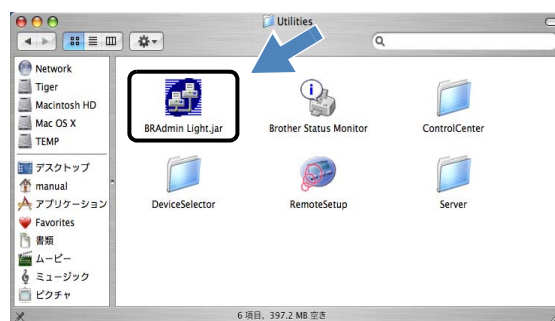 Utilities
Network
Tiger
Macintosh HD
Mac OS X
TEMP
デスクトップ
manual
アプリケーション
Favorites
書類
ムービー
ミュージック
ピクチャ
BRAdmin Light.jar
Brother Status Monitor
ControlCenter
DeviceSelector
RemoteSetup
Server
6 項目、397.2 MB 空き